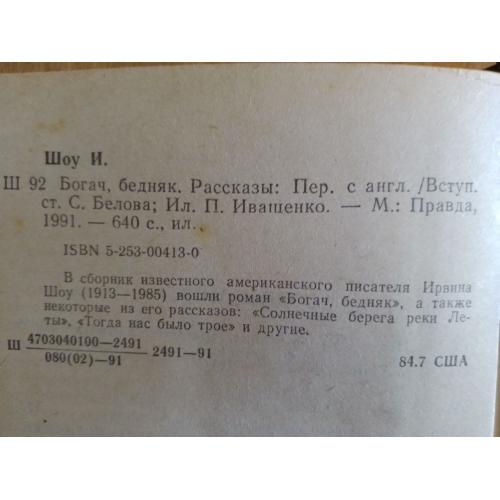 Шоу И.
Ш 92 Богач, бедняк. Рассказы: Пер. с англ. /Вступ.
ст. С. Белова; Ил. П. Иващенко. — М.: Правда,
1991. — 640 с., ил.
ISBN 5-253-00413-0
В сборник известного американского писателя Ирвина
Шоу (1913—1985) вошли роман «Богач, бедняк», а также
некоторые из его рассказов: «Солнечные берега реки Ле-
ты», «Тогда нас было трое» и другие.
4703040100—2491
Ш 2491—91
080(02)—91
84.7 США